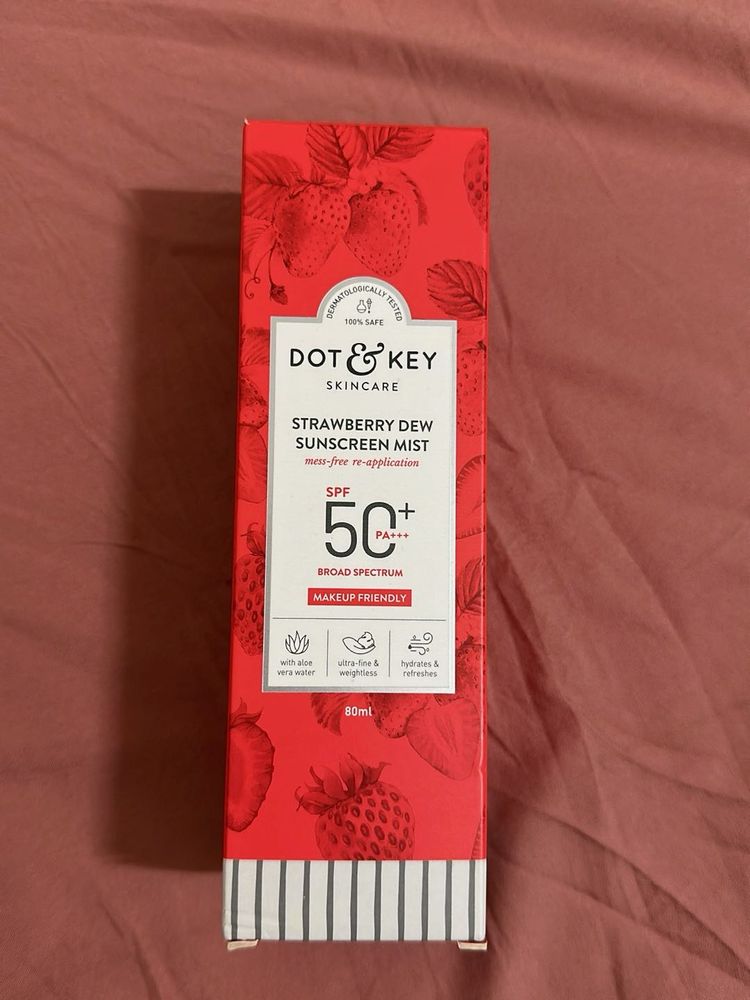 DERMATOLOGICALLY TESTED
100% SAFE
DOT & KEY
SKINCARE
STRAWBERRY DEW
SUNSCREEN MIST
mess-free re-application
SPF
50+
PA+++
BROAD SPECTRUM
MAKEUP FRIENDLY
with aloe
vera water
ultra-fine &
weightless
hydrates &
refreshes
80ml